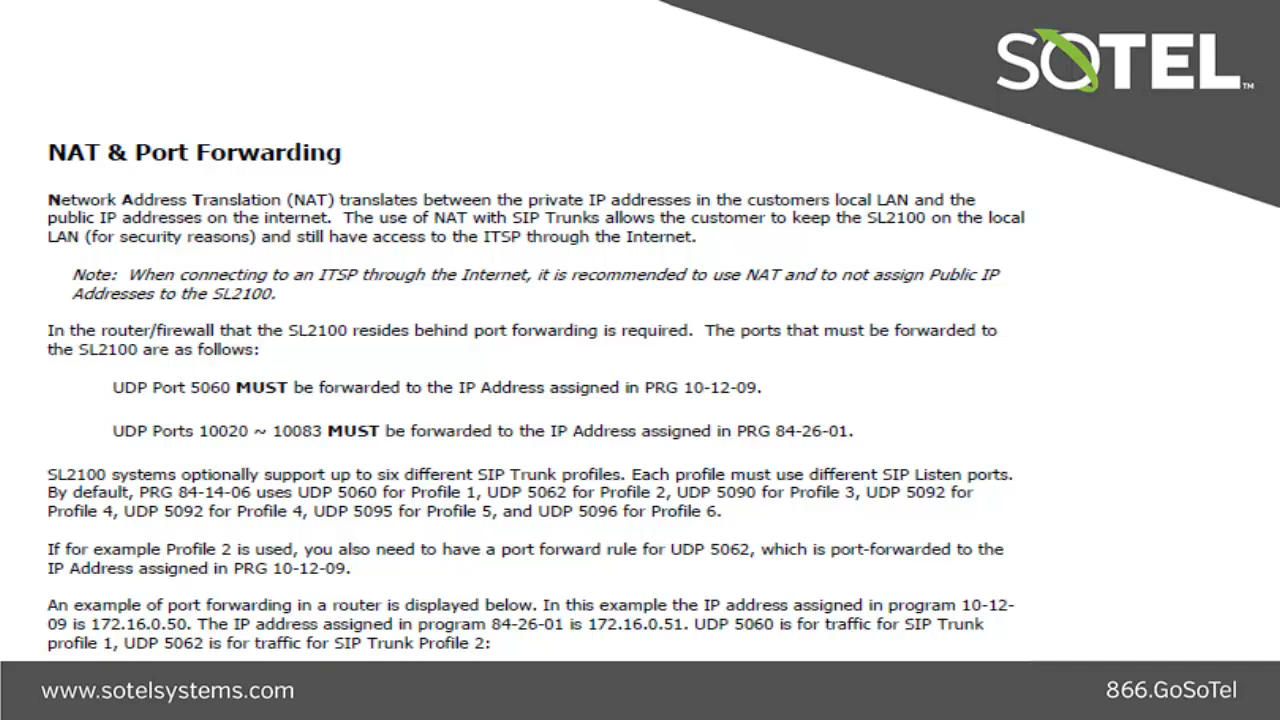 SOTEL™
NAT & Port Forwarding
Network Address Translation (NAT) translates between the private IP addresses in the customers local LAN and the
public IP addresses on the internet.  The use of NAT with SIP Trunks allows the customer to keep the SL2100 on the local
LAN (for security reasons) and still have access to the ITSP through the Internet.
Note:  When connecting to an ITSP through the Internet, it is recommended to use NAT and to not assign Public IP
Addresses to the SL2100.
In the router/firewall that the SL2100 resides behind port forwarding is required.  The ports that must be forwarded to
the SL2100 are as follows:
UDP Port 5060 MUST be forwarded to the IP Address assigned in PRG 10-12-09.
UDP Ports 10020 ~ 10083 MUST be forwarded to the IP Address assigned in PRG 84-26-01.
SL2100 systems optionally support up to six different SIP Trunk profiles. Each profile must use different SIP Listen ports.
By default, PRG 84-14-06 uses UDP 5060 for Profile 1, UDP 5062 for Profile 2, UDP 5090 for Profile 3, UDP 5092 for
Profile 4, UDP 5092 for Profile 4, UDP 5095 for Profile 5, and UDP 5096 for Profile 6.
If for example Profile 2 is used, you also need to have a port forward rule for UDP 5062, which is port-forwarded to the
IP Address assigned in PRG 10-12-09.
An example of port forwarding in a router is displayed below. In this example the IP address assigned in program 10-12-
09 is 172.16.0.50. The IP address assigned in program 84-26-01 is 172.16.0.51. UDP 5060 is for traffic for SIP Trunk
profile 1, UDP 5062 is for traffic for SIP Trunk Profile 2:
www.sotelsystems.com
866.GoSoTel